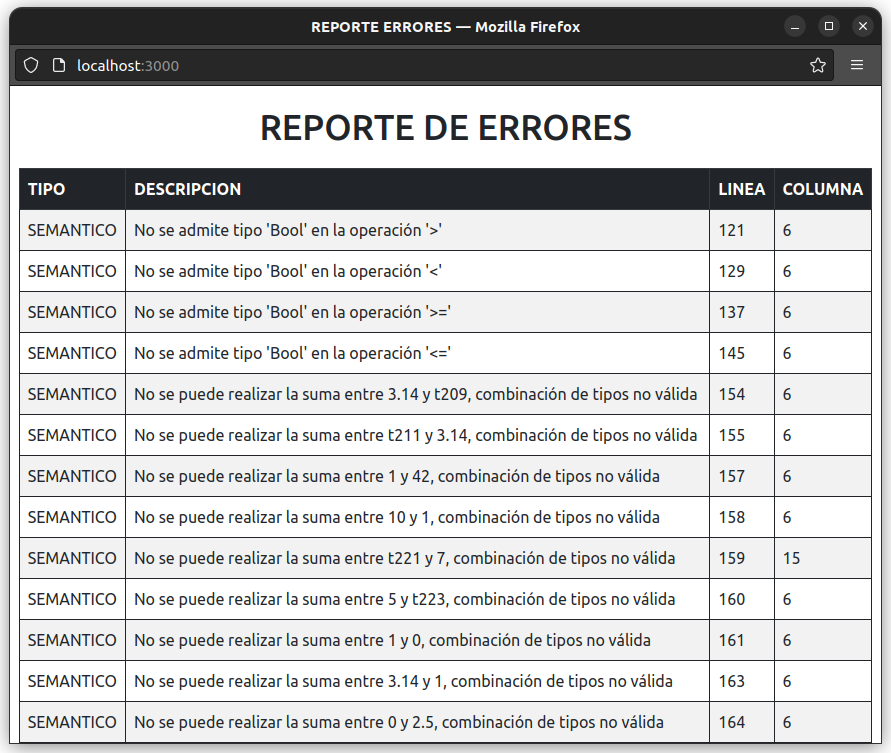 REPORTE ERRORES — Mozilla Firefox
localhost:3000
REPORTE DE ERRORES
TIPO DESCRIPCION LINEA COLUMNA
SEMANTICO No se admite tipo 'Bool' en la operación '>' 121 6
SEMANTICO No se admite tipo 'Bool' en la operación '<' 129 6
SEMANTICO No se admite tipo 'Bool' en la operación '>=' 137 6
SEMANTICO No se admite tipo 'Bool' en la operación '<=' 145 6
SEMANTICO No se puede realizar la suma entre 3.14 y t209, combinación de tipos no válida 154 6
SEMANTICO No se puede realizar la suma entre t211 y 3.14, combinación de tipos no válida 155 6
SEMANTICO No se puede realizar la suma entre 1 y 42, combinación de tipos no válida 157 6
SEMANTICO No se puede realizar la suma entre 10 y 1, combinación de tipos no válida 158 6
SEMANTICO No se puede realizar la suma entre t221 y 7, combinación de tipos no válida 159 15
SEMANTICO No se puede realizar la suma entre 5 y t223, combinación de tipos no válida 160 6
SEMANTICO No se puede realizar la suma entre 1 y 0, combinación de tipos no válida 161 6
SEMANTICO No se puede realizar la suma entre 3.14 y 1, combinación de tipos no válida 163 6
SEMANTICO No se puede realizar la suma entre 0 y 2.5, combinación de tipos no válida 164 6